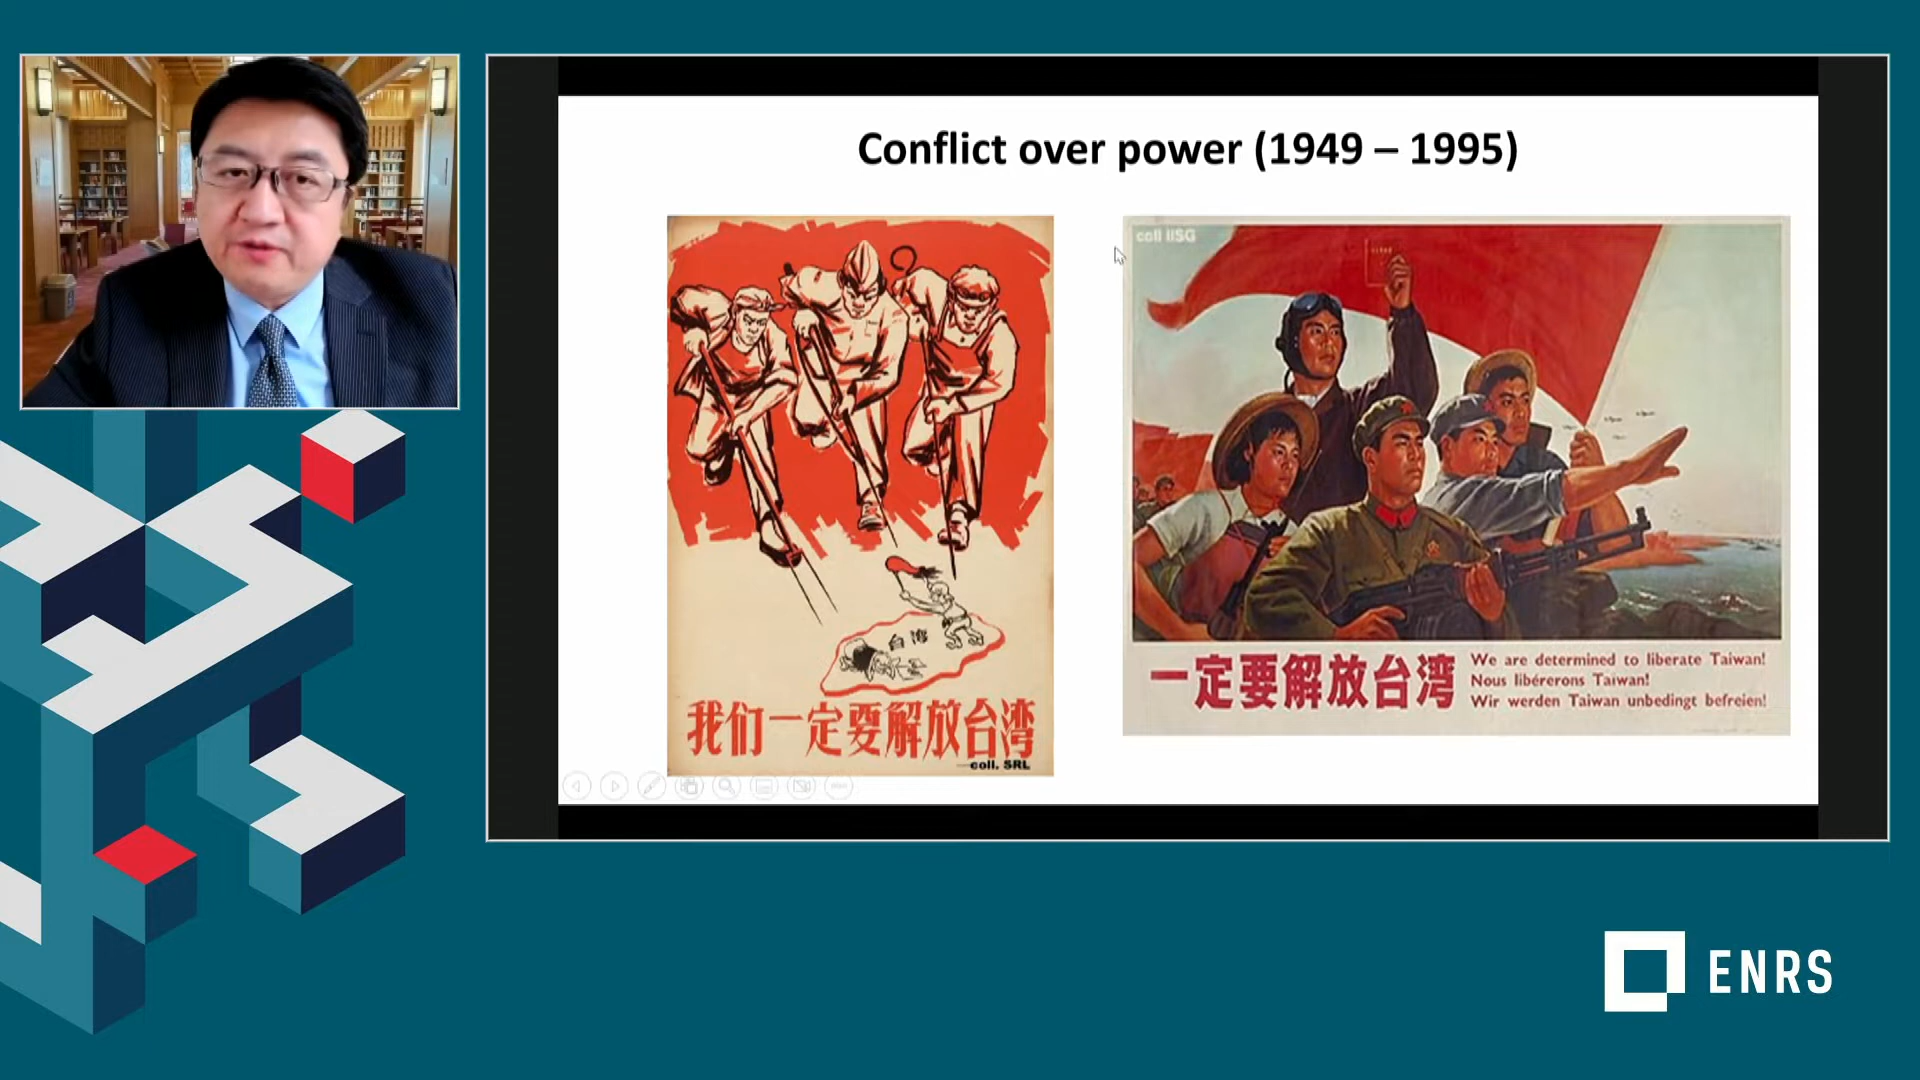 Conflict over power (1949 – 1995)
台湾
我们一定要解放台湾
coll. SRL
coll IISG
一定要解放台湾
We are determined to liberate Taiwan!
Nous libérerons Taiwan!
Wir werden Taiwan unbedingt befreien!
ENRS